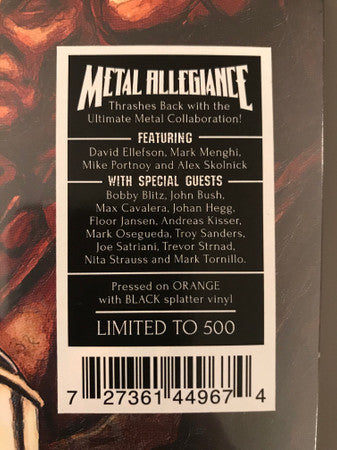 METAL ALLEGIANCE
Thrashes Back with the
Ultimate Metal Collaboration!
FEATURING
David Ellefson, Mark Menghi,
Mike Portnoy and Alex Skolnick
WITH SPECIAL GUESTS
Bobby Blitz, John Bush,
Max Cavalera, Johan Hegg,
Floor Jansen, Andreas Kisser,
Mark Osegueda, Troy Sanders,
Joe Satriani, Trevor Strnad,
Nita Strauss and Mark Tornillo.
Pressed on ORANGE
with BLACK splatter vinyl
LIMITED TO 500
7 27361 44967 4